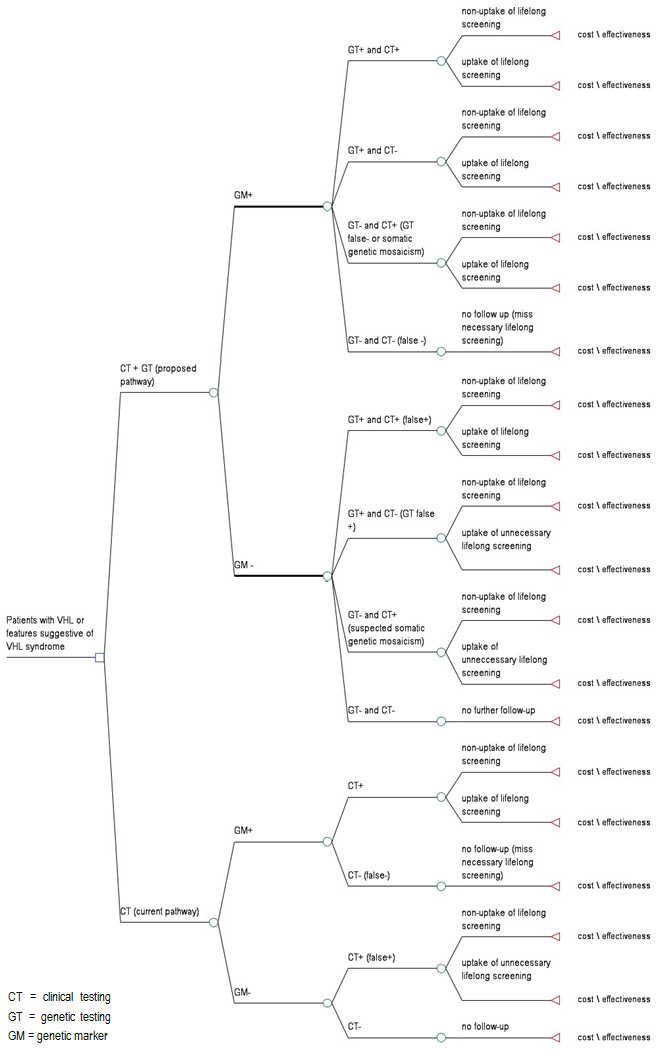 non-uptake of lifelong
screening
cost \ effectiveness
GT+ and CT+
uptake of lifelong
screening
cost \ effectiveness
non-uptake of lifelong
screening
cost \ effectiveness
GT+ and CT-
uptake of lifelong
screening
cost \ effectiveness
GM+
non-uptake of lifelong
screening
cost \ effectiveness
GT- and CT+ (GT
false- or somatic
genetic mosaicism)
uptake of lifelong
screening
cost \ effectiveness
no follow up (miss
necessary lifelong
screening)
cost \ effectiveness
GT- and CT- (false -)
CT + GT (proposed
pathway)
non-uptake of lifelong
screening
cost \ effectiveness
GT+ and CT+ (false+)
uptake of lifelong
screening
cost \ effectiveness
non-uptake of lifelong
screening
cost \ effectiveness
GT+ and CT- (GT false
+)
uptake of unnecessary
lifelong screening
cost \ effectiveness
GM -
non-uptake of lifelong
screening
cost \ effectiveness
GT- and CT+
(suspected somatic
genetic mosaicism)
uptake of
unneccessary lifelong
screening
cost \ effectiveness
GT- and CT-
no further follow-up
cost \ effectiveness
Patients with VHL or
features suggestive of
VHL syndrome
non-uptake of lifelong
screening
cost \ effectiveness
CT+
uptake of lifelong
screening
cost \ effectiveness
GM+
no follow-up (miss
necessary lifelong
screening)
cost \ effectiveness
CT- (false-)
CT (current pathway)
non-uptake of lifelong
screening
cost \ effectiveness
CT+ (false+)
uptake of unnecessary
lifelong screening
cost \ effectiveness
GM-
CT-
no follow-up
cost \ effectiveness
CT = clinical testing
GT = genetic testing
GM = genetic marker